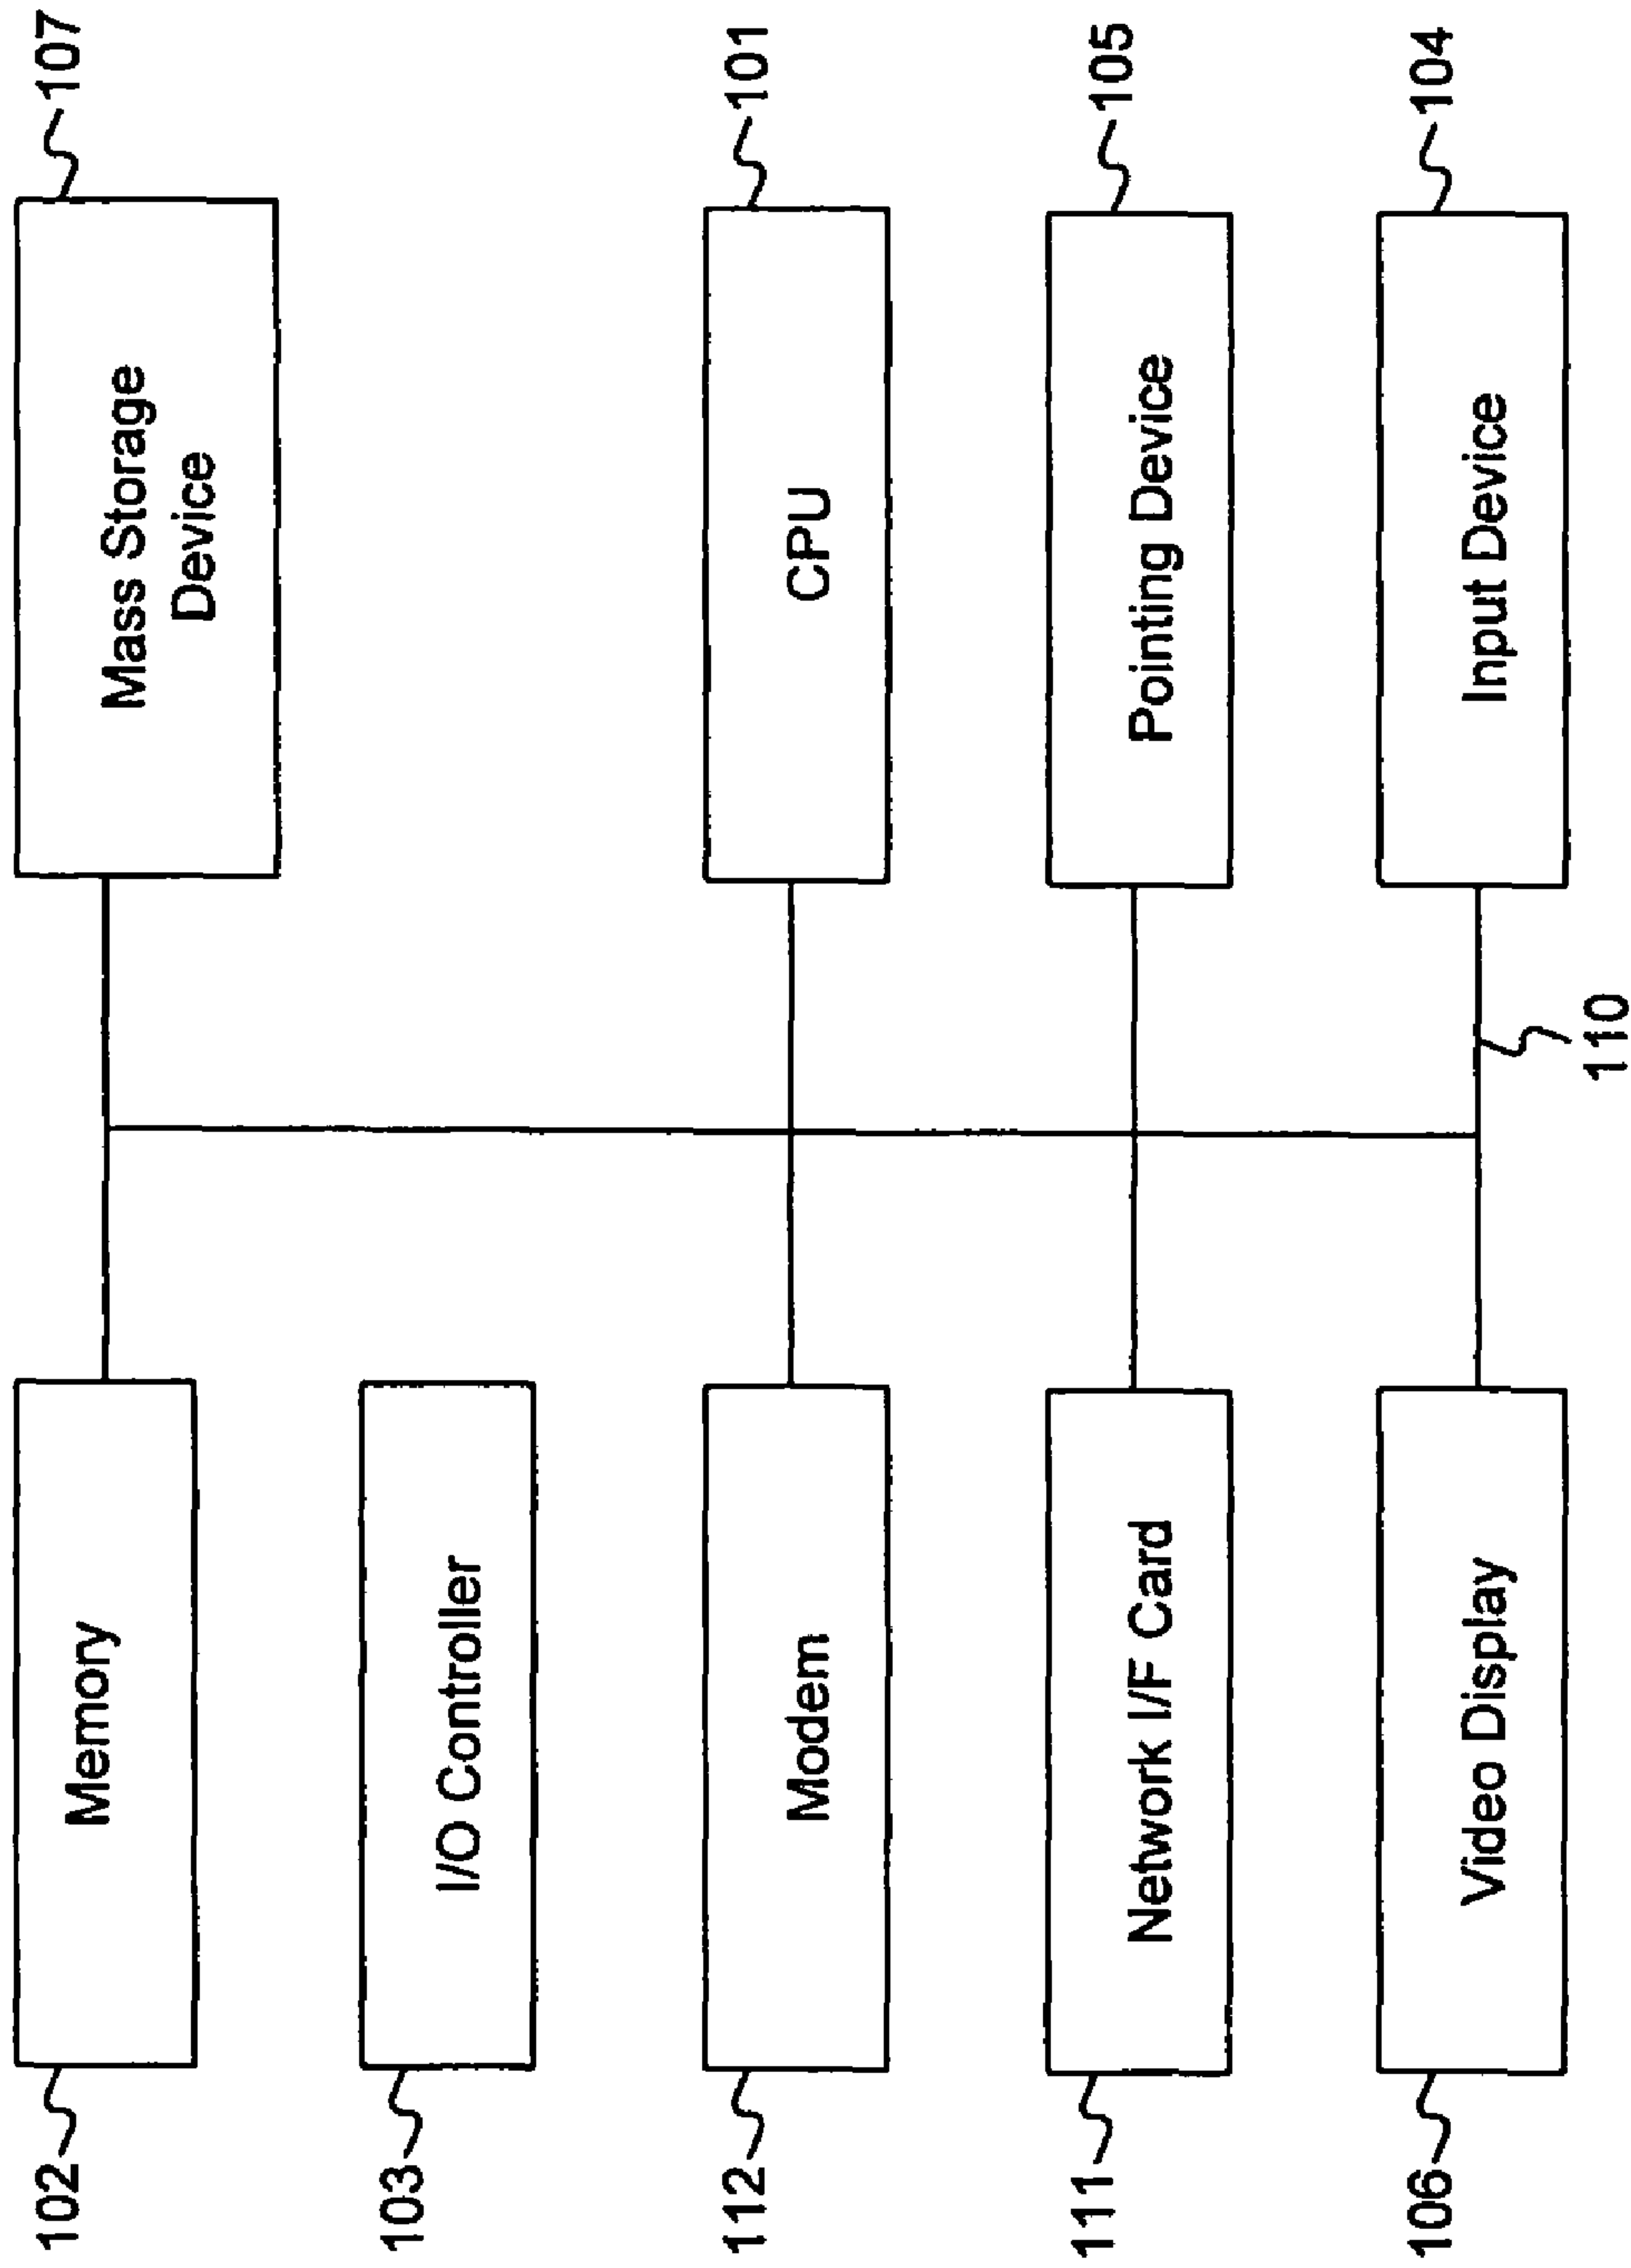 102
Memory
Mass Storage
Device
107
103
I/O Controller
112
Modem
CPU
101
111
Network I/F Card
Pointing Device
105
106
Video Display
Input Device
104
110